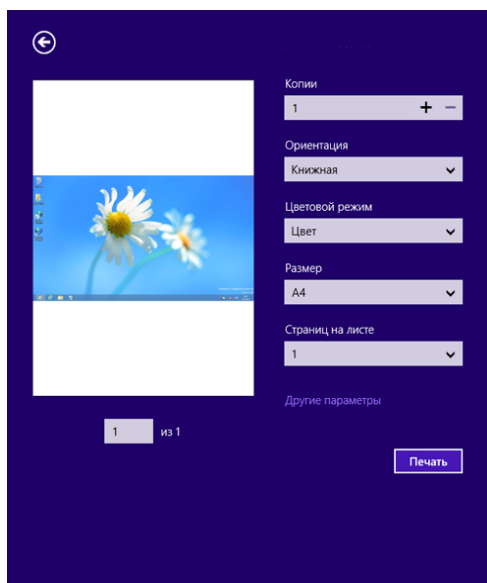 Копии
1
Ориентация
Книжная
Цветовой режим
Цвет
Размер
A4
Страниц на листе
1
Другие параметры
1 из 1
Печать